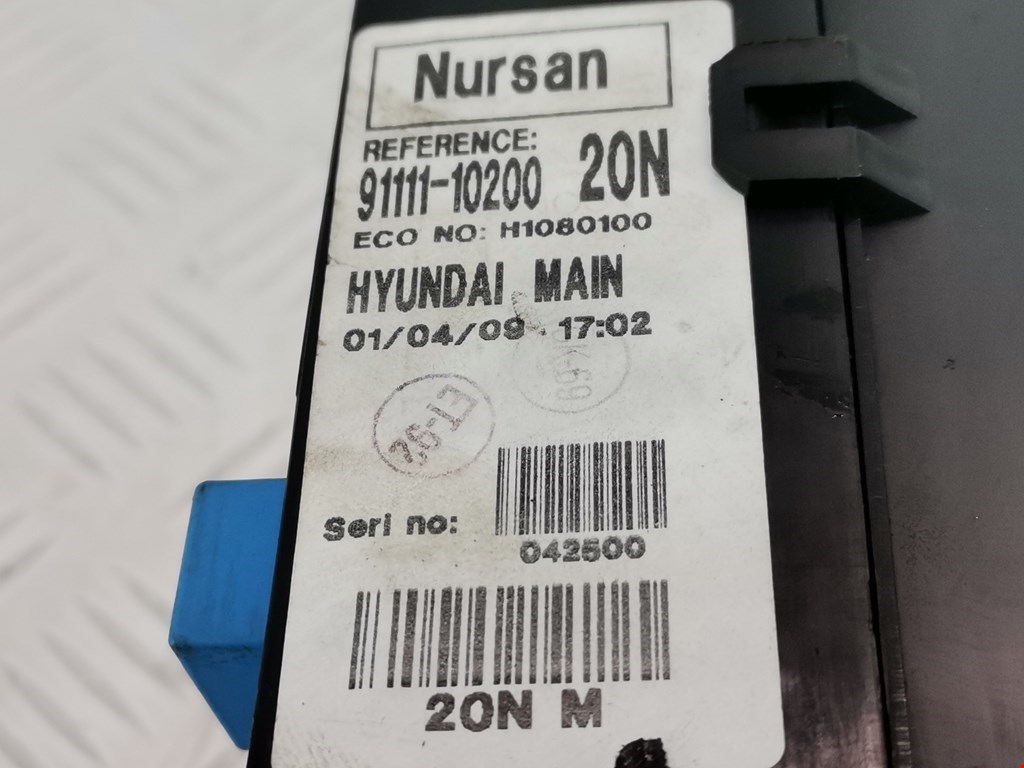 Nursan
REFERENCE:
91111-10200 20N
ECO NO: H1080100
HYUNDAI MAIN
01/04/09 17:02
Seri no:
042500
20N M